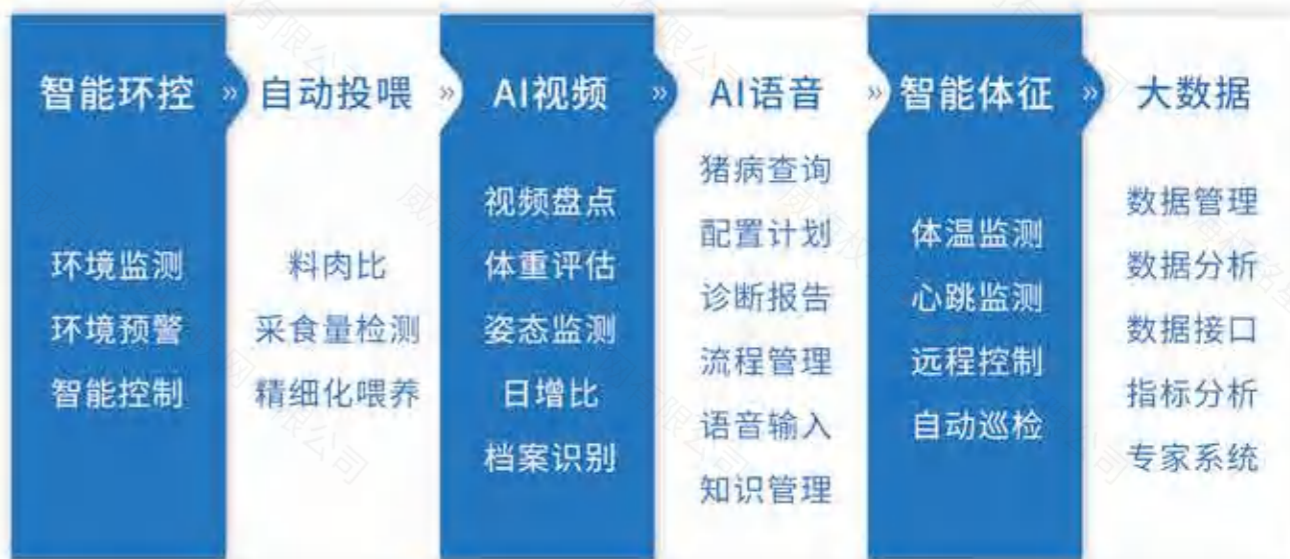 智能环控 » 自动投喂 » AI视频 » AI语音 » 智能体征 » 大数据
环境监测
环境预警
智能控制
料肉比
采食量检测
精细化喂养
视频盘点
体重评估
姿态监测
日增比
档案识别
猪病查询
配置计划
诊断报告
流程管理
语音输入
知识管理
体温监测
心跳监测
远程控制
自动巡检
数据管理
数据分析
数据接口
指标分析
专家系统